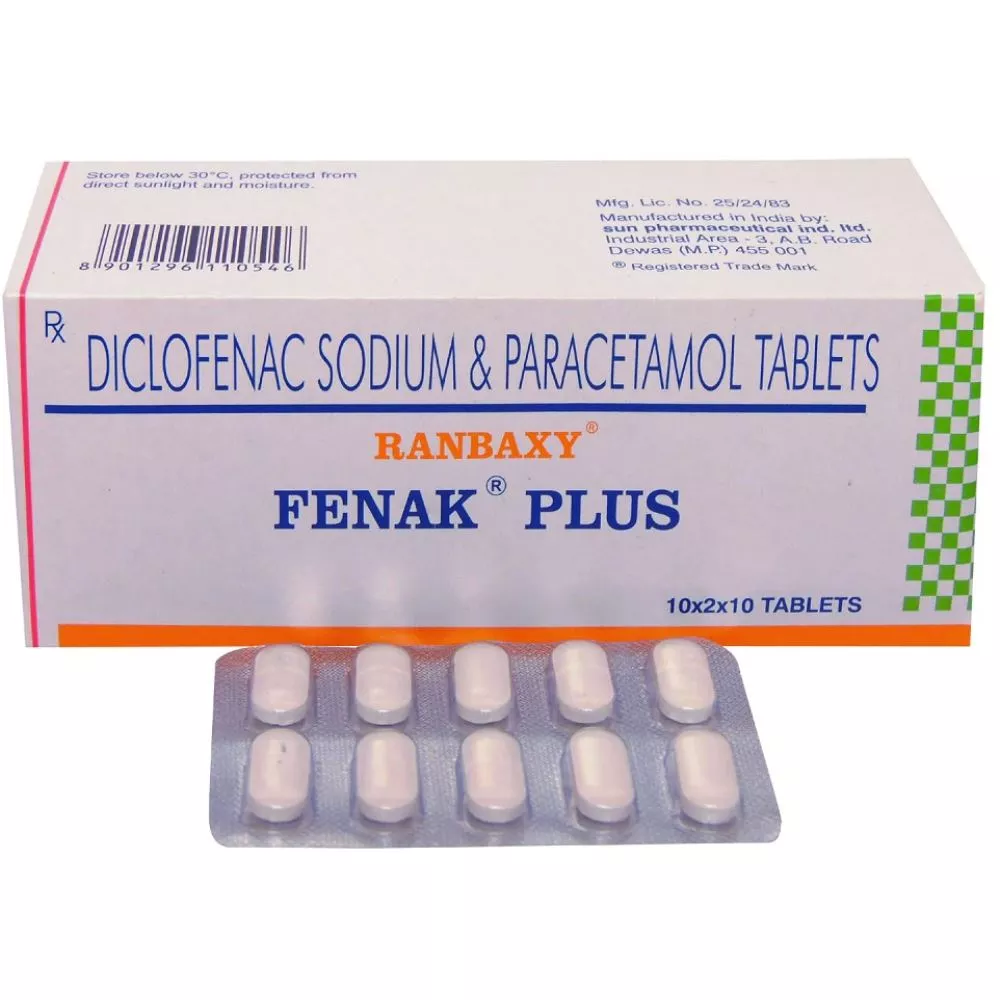 Store below 30°C, protected from
direct sunlight and moisture.
8 901296 110546
Mfg. Lic. No. 25/24/83
Manufactured in India by:
sun pharmaceutical ind. ltd.
Industrial Area - 3, A.B. Road
Dewas (M.P.) 455 001
® Registered Trade Mark
Rx
DICLOFENAC SODIUM & PARACETAMOL TABLETS
RANBAXY®
FENAK® PLUS
10x2x10 TABLETS